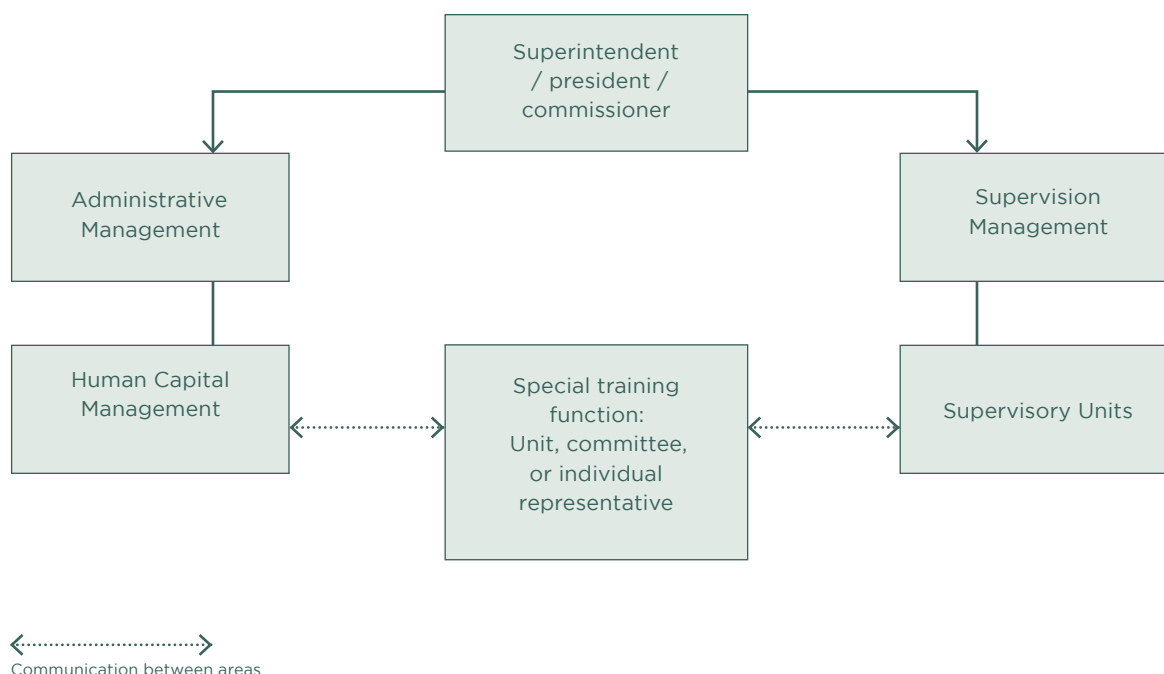 Superintendent
/ president /
commissioner
Administrative
Management
Supervision
Management
Human Capital
Management
Special training
function:
Unit, committee,
or individual
representative
Supervisory Units
Communication between areas